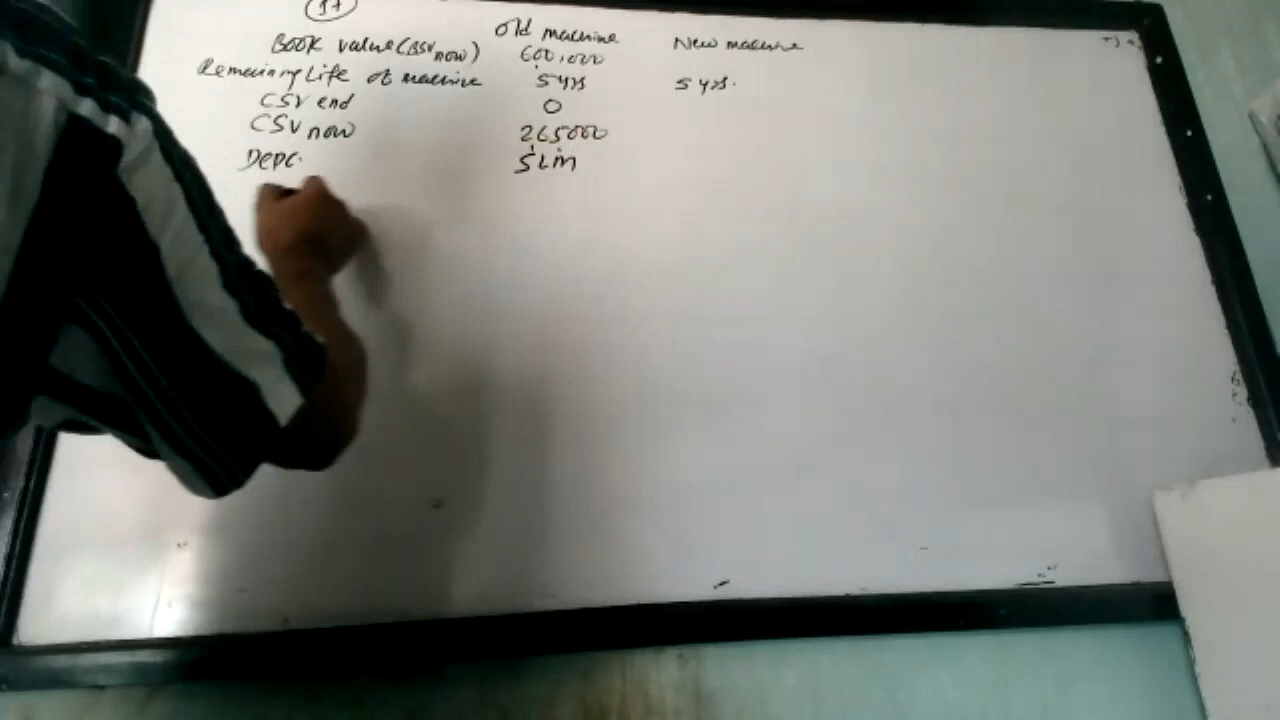 17
Old machine New machine
Book value (BSV now) 600,000
Remaining Life of machine 5 yrs 5 yrs.
CSV end 0
CSV now 265000
Depc. SLM